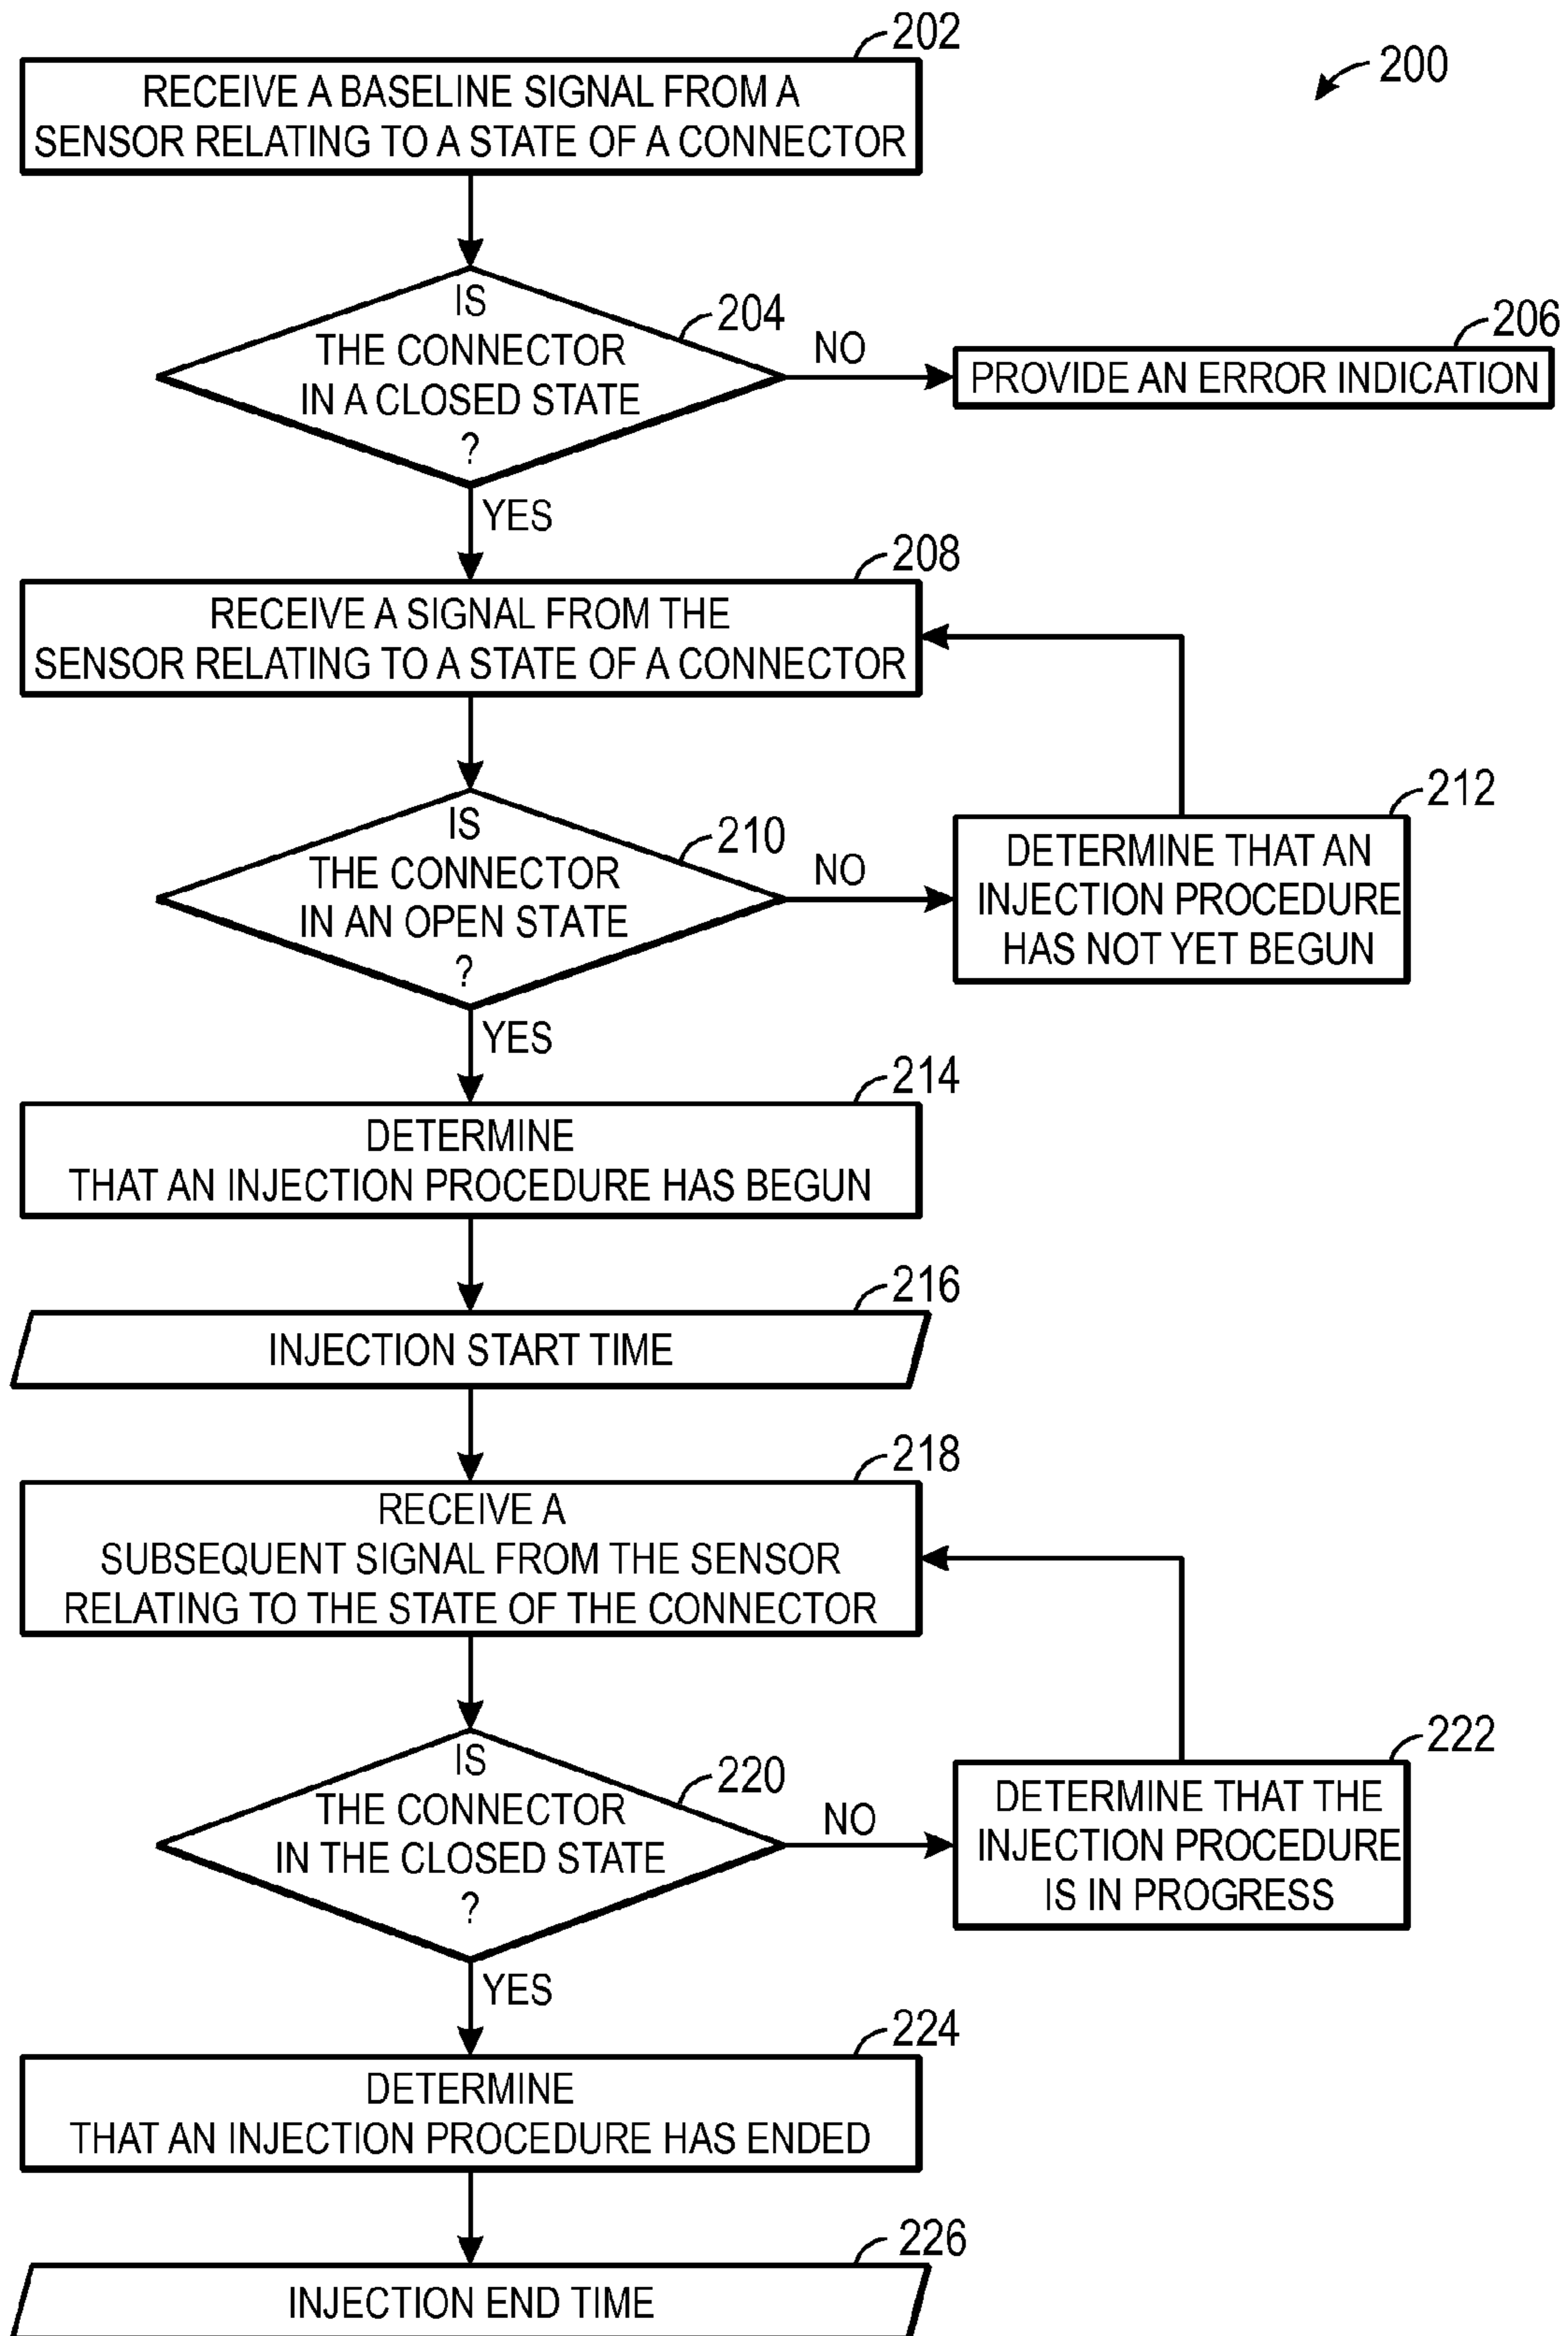 202
200
RECEIVE A BASELINE SIGNAL FROM A
SENSOR RELATING TO A STATE OF A CONNECTOR
IS
THE CONNECTOR
IN A CLOSED STATE
?
204
NO
206
PROVIDE AN ERROR INDICATION
YES
208
RECEIVE A SIGNAL FROM THE
SENSOR RELATING TO A STATE OF A CONNECTOR
IS
THE CONNECTOR
IN AN OPEN STATE
?
210
NO
212
DETERMINE THAT AN
INJECTION PROCEDURE
HAS NOT YET BEGUN
YES
214
DETERMINE
THAT AN INJECTION PROCEDURE HAS BEGUN
216
INJECTION START TIME
218
RECEIVE A
SUBSEQUENT SIGNAL FROM THE SENSOR
RELATING TO THE STATE OF THE CONNECTOR
IS
THE CONNECTOR
IN THE CLOSED STATE
?
220
NO
222
DETERMINE THAT THE
INJECTION PROCEDURE
IS IN PROGRESS
YES
224
DETERMINE
THAT AN INJECTION PROCEDURE HAS ENDED
226
INJECTION END TIME